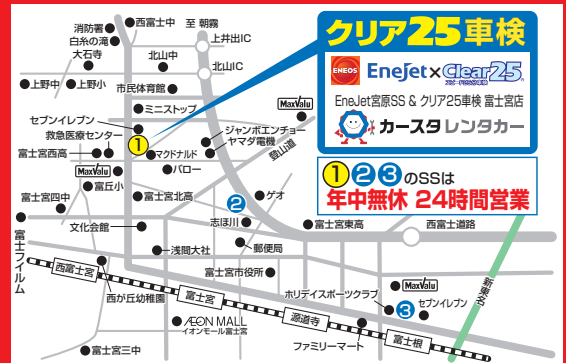 消防署
西富士中
至 朝霧
白糸の滝
上井出IC
大石寺
北山中
北山IC
上野中
上野小
市民体育館
クリア25車検
ENEOS EneJet×Clear25
EneJet宮原SS & クリア25車検 富士宮店
カースタレンタカー
①②③のSSは
年中無休 24時間営業
ミニストップ
MaxValu
セブンイレブン
救急医療センター
①
ジャンボエンチョー
ヤマダ電機
登山道
富士宮西高
マクドナルド
MaxValu
バロー
富丘小
富士宮四中
富士宮北高
②
ゲオ
志ほ川
富士宮東高
西富士道路
文化会館
富士フイルム
浅間大社
郵便局
新東名
西富士宮
富士宮市役所
西が丘幼稚園
富士宮
ホリデイスポーツクラブ
MaxValu
③
セブンイレブン
源道寺
ÆON MALL
イオンモール富士宮
ファミリーマート
富士根
富士宮三中